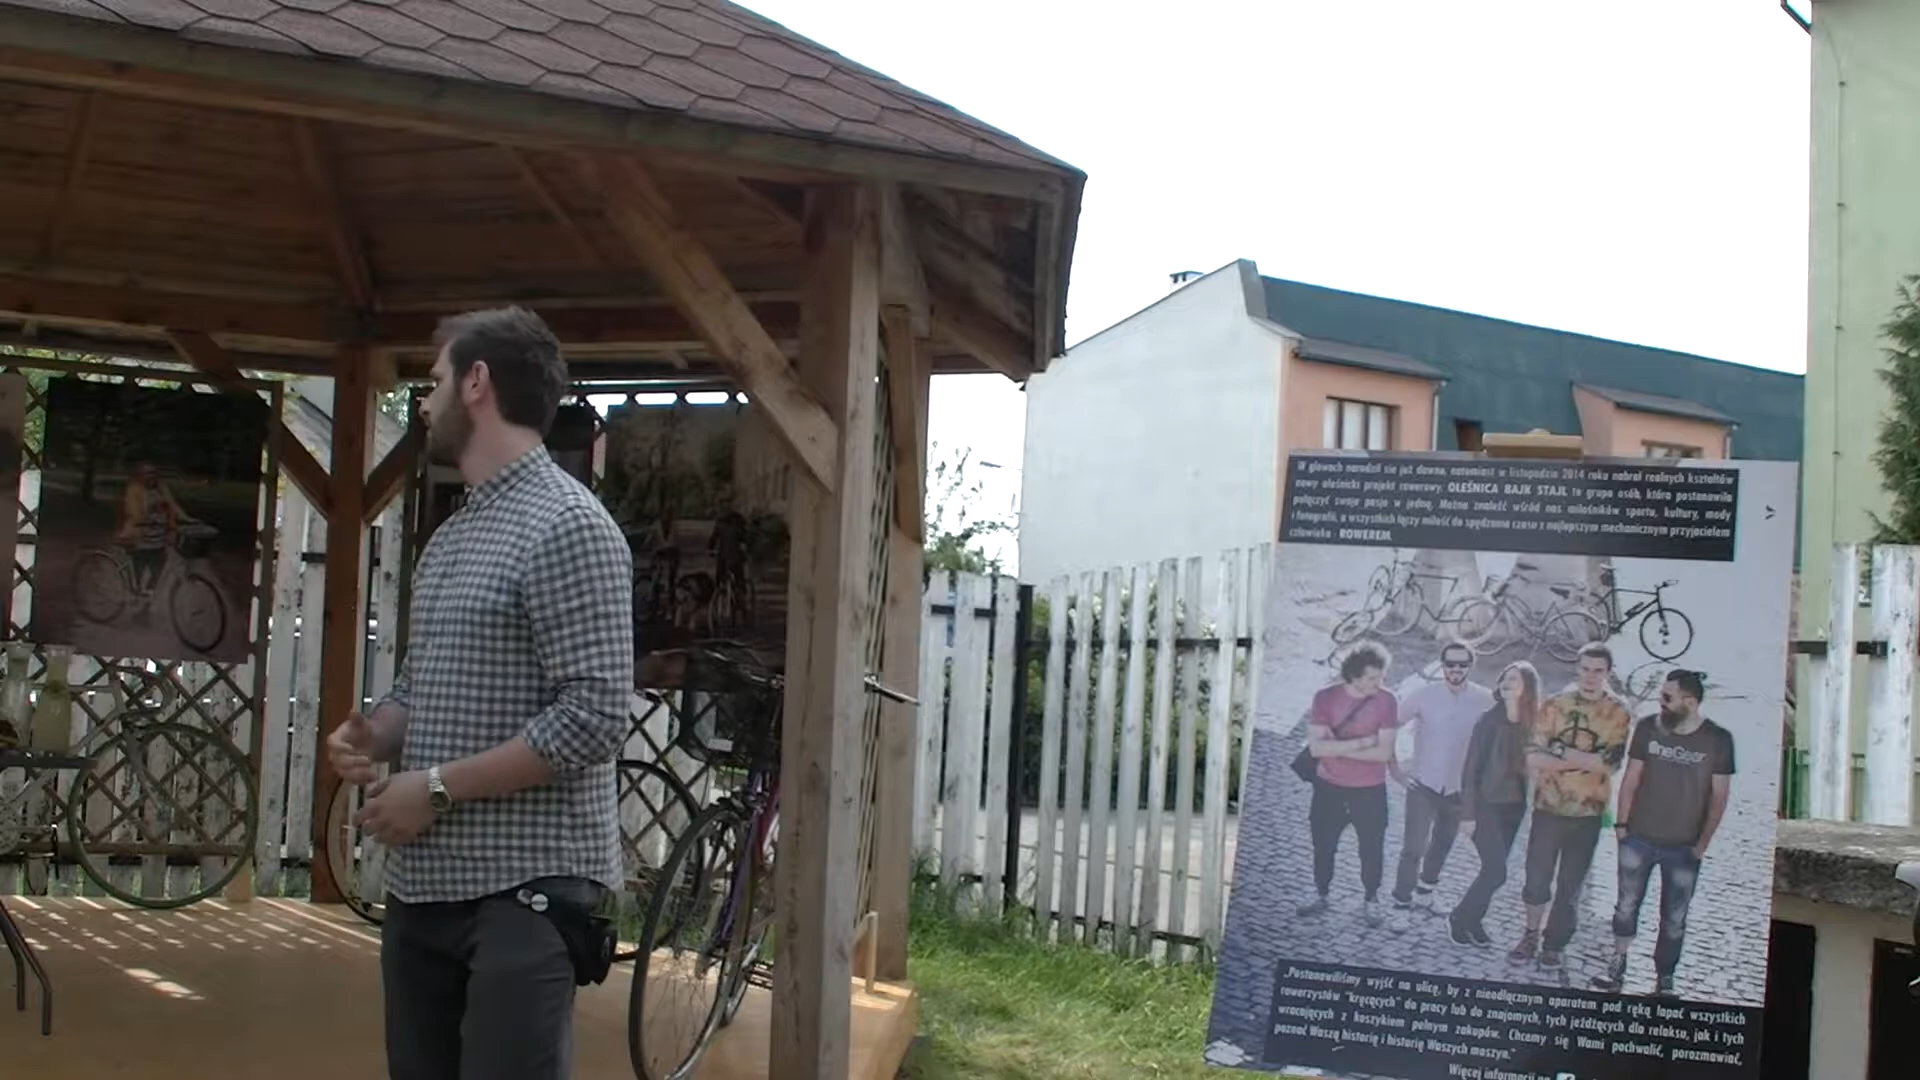 W głowach narodził się już dawno, natomiast w listopadzie 2014 roku nabrał realnych kształtów
nowy oleśnicki projekt rowerowy. OLEŚNICA BAJK STAJL to grupa osób, która postanowiła
połączyć swoje pasje w jedną. Można znaleźć wśród nas miłośników sportu, kultury, mody
i fotografii, a wszystkich łączy miłość do spędzania czasu z najlepszym mechanicznym przyjacielem
człowieka - ROWEREM.
OneGear
„Postanowiliśmy wyjść na ulicę, by z nieodłącznym aparatem pod ręką łapać wszystkich
rowerzystów "kręcących" do pracy lub do znajomych, tych jeżdżących dla relaksu, jak i tych
wracających z koszykiem pełnym zakupów. Chcemy się Wami pochwalić, porozmawiać,
poznać Waszą historię i historię Waszych maszyn."
Więcej informacji na